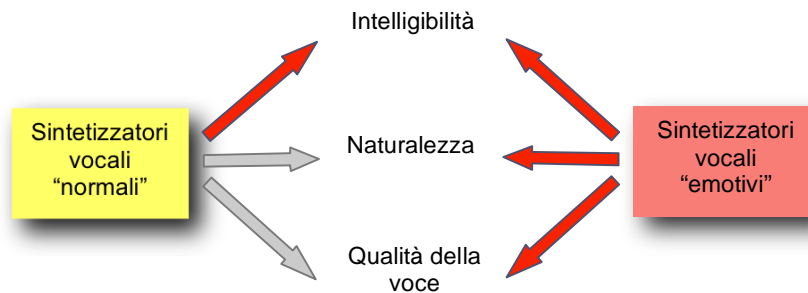 Intelligibilità
Sintetizzatori
vocali
“normali”
Naturalezza
Sintetizzatori
vocali
“emotivi”
Qualità della
voce